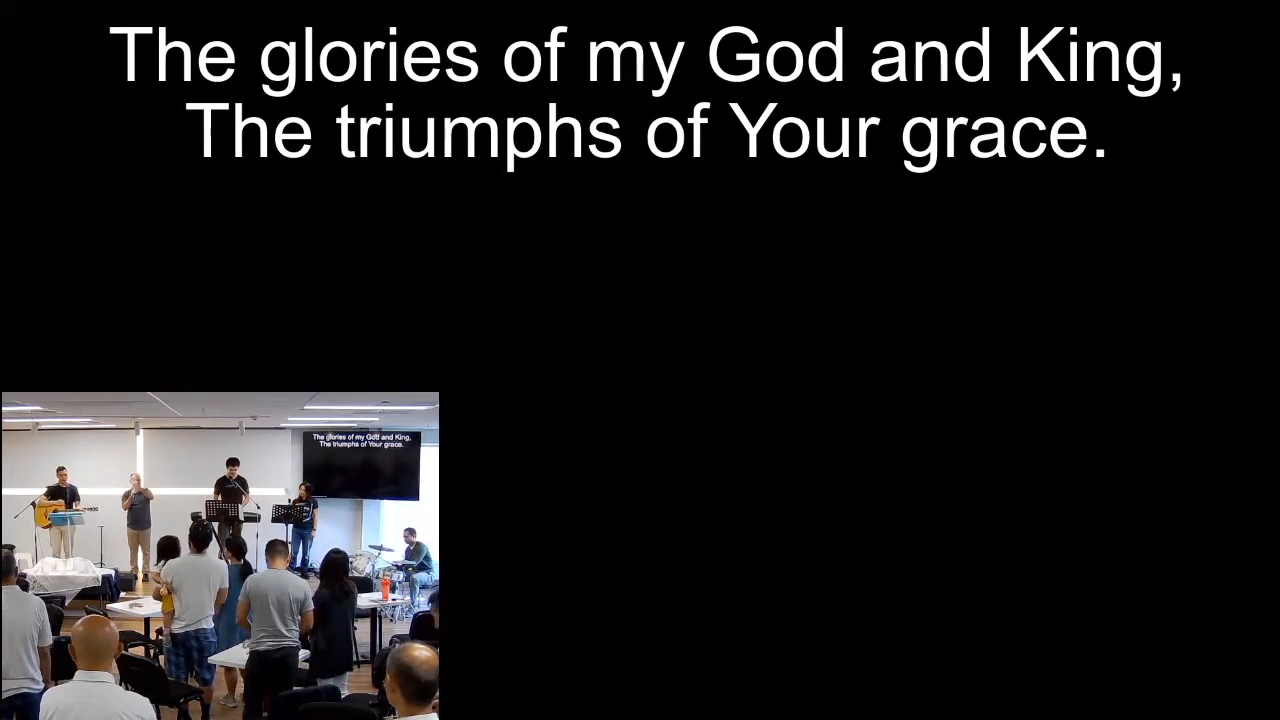 The glories of my God and King,
The triumphs of Your grace.
The glories of my God and King,
The triumphs of Your grace.